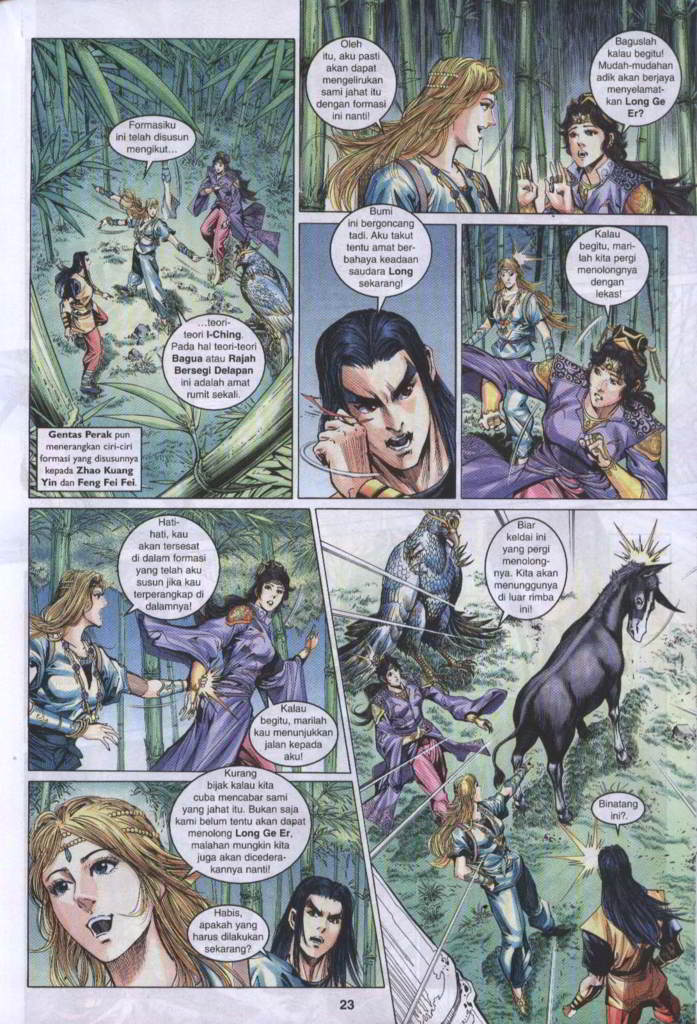 Formasiku
ini telah disusun
mengikut...
...teori-
teori I-Ching.
Pada hal teori-teori
Bagua atau Rajah
Bersegi Delapan
ini adalah amat
rumit sekali.
Gentas Perak pun
menerangkan ciri-ciri
formasi yang disusunnya
kepada Zhao Kuang
Yin dan Feng Fei Fei.
Oleh
itu, aku pasti
akan dapat
mengelirukan
sami jahat itu
dengan formasi
ini nanti!
Baguslah
kalau begitu!
Mudah-mudahan
adik akan berjaya
menyelamat-
kan Long Ge
Er?
Bumi
ini bergoncang
tadi. Aku takut
tentu amat ber-
bahaya keadaan
saudara Long
sekarang!
Kalau
begitu, mari-
lah kita pergi
menolongnya
dengan
lekas!
Hati-
hati, kau
akan tersesat
di dalam formasi
yang telah aku
susun jika kau
terperangkap di
dalamnya!
Kalau
begitu, marilah
kau menunjukkan
jalan kepada
aku!
Biar
keldai ini
yang pergi
menolong-
nya. Kita akan
menunggunya
di luar rimba
ini!
Binatang
ini?.
Kurang
bijak kalau kita
cuba mencabar sami
yang jahat itu. Bukan saja
kami belum tentu akan dapat
menolong Long Ge Er,
malahan mungkin kita
juga akan dicedera-
kannya nanti!
Habis,
apakah yang
harus dilakukan
sekarang?
23